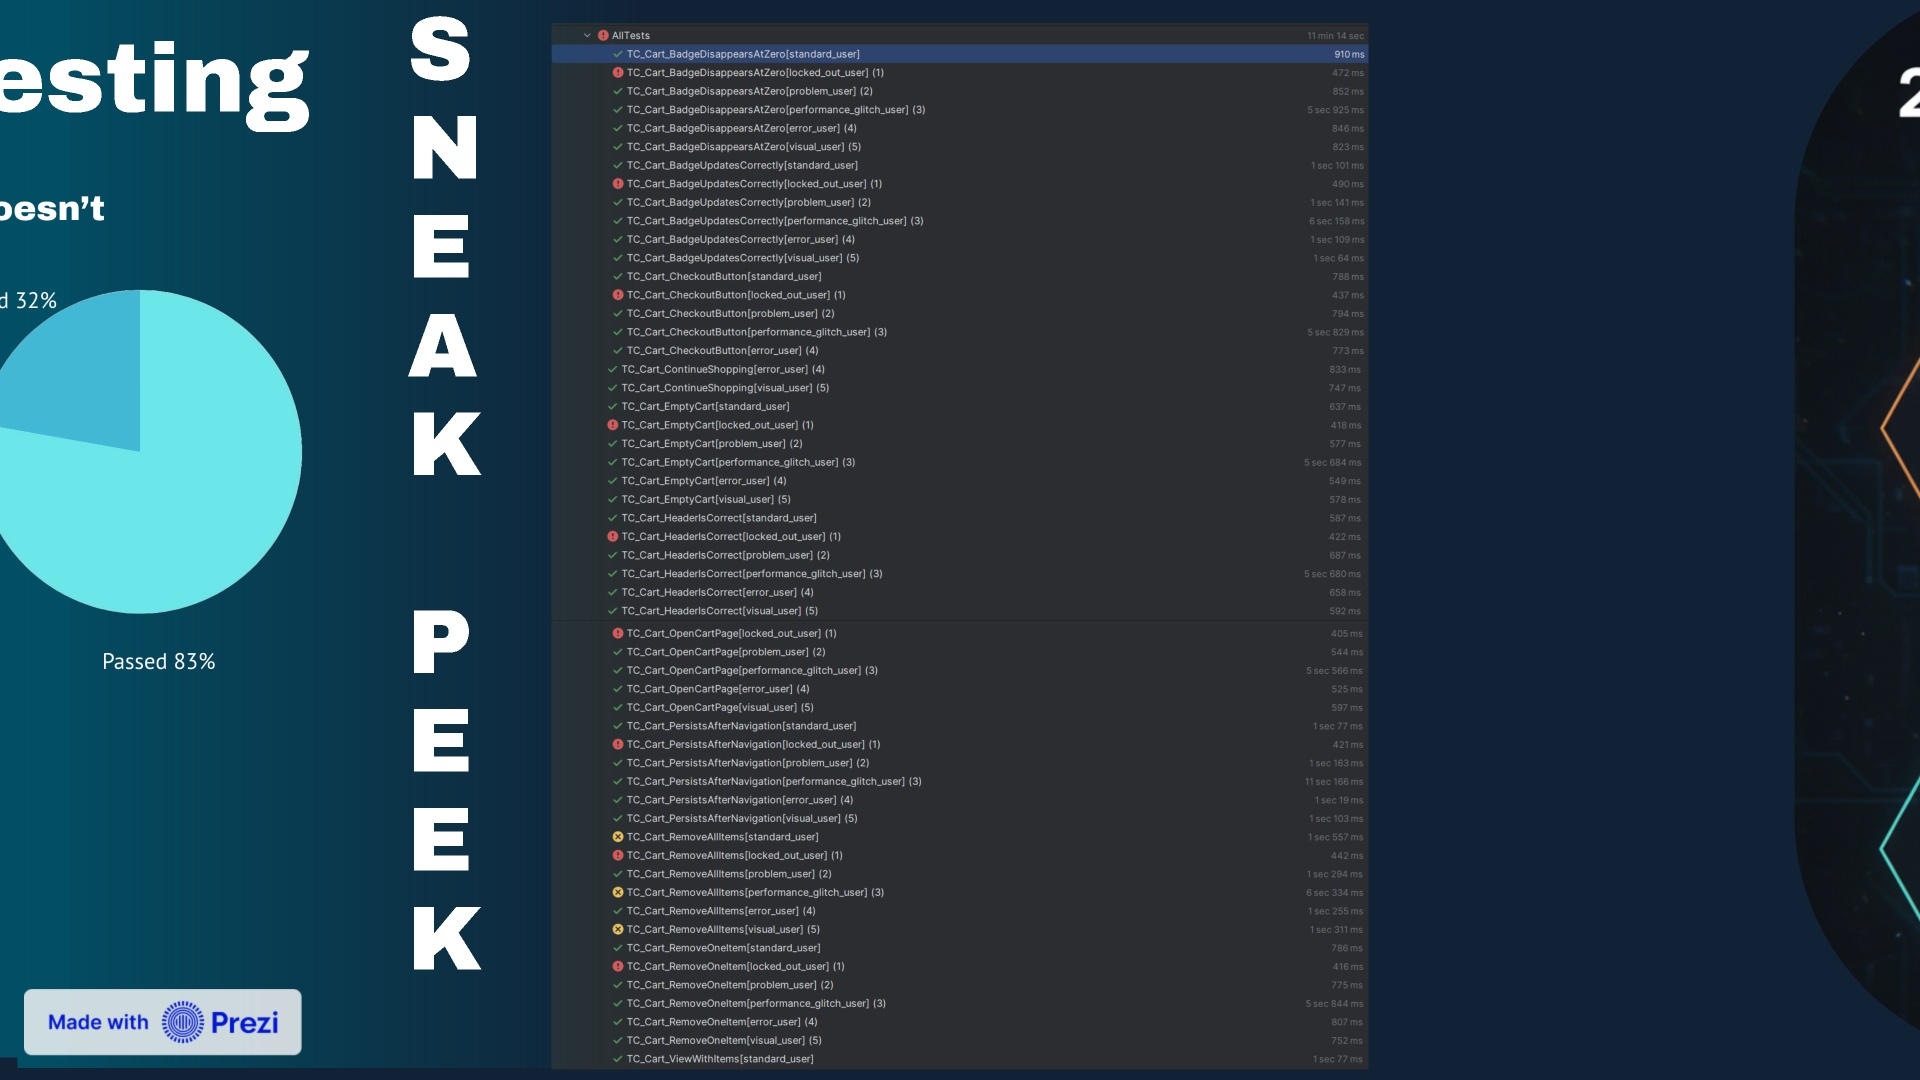 esting
oesn't
d 32%
Passed 83%
Made with Prezi
SNEAK
PEEK
AllTests 11 min 14 sec
TC_Cart_BadgeDisappearsAtZero[standard_user] 910 ms
TC_Cart_BadgeDisappearsAtZero[locked_out_user] (1) 472 ms
TC_Cart_BadgeDisappearsAtZero[problem_user] (2) 852 ms
TC_Cart_BadgeDisappearsAtZero[performance_glitch_user] (3) 5 sec 925 ms
TC_Cart_BadgeDisappearsAtZero[error_user] (4) 846 ms
TC_Cart_BadgeDisappearsAtZero[visual_user] (5) 823 ms
TC_Cart_BadgeUpdatesCorrectly[standard_user] 1 sec 101 ms
TC_Cart_BadgeUpdatesCorrectly[locked_out_user] (1) 490 ms
TC_Cart_BadgeUpdatesCorrectly[problem_user] (2) 1 sec 141 ms
TC_Cart_BadgeUpdatesCorrectly[performance_glitch_user] (3) 6 sec 158 ms
TC_Cart_BadgeUpdatesCorrectly[error_user] (4) 1 sec 109 ms
TC_Cart_BadgeUpdatesCorrectly[visual_user] (5) 1 sec 64 ms
TC_Cart_CheckoutButton[standard_user] 788 ms
TC_Cart_CheckoutButton[locked_out_user] (1) 437 ms
TC_Cart_CheckoutButton[problem_user] (2) 794 ms
TC_Cart_CheckoutButton[performance_glitch_user] (3) 5 sec 829 ms
TC_Cart_CheckoutButton[error_user] (4) 773 ms
TC_Cart_ContinueShopping[error_user] (4) 833 ms
TC_Cart_ContinueShopping[visual_user] (5) 747 ms
TC_Cart_EmptyCart[standard_user] 637 ms
TC_Cart_EmptyCart[locked_out_user] (1) 418 ms
TC_Cart_EmptyCart[problem_user] (2) 577 ms
TC_Cart_EmptyCart[performance_glitch_user] (3) 5 sec 684 ms
TC_Cart_EmptyCart[error_user] (4) 549 ms
TC_Cart_EmptyCart[visual_user] (5) 578 ms
TC_Cart_HeaderIsCorrect[standard_user] 587 ms
TC_Cart_HeaderIsCorrect[locked_out_user] (1) 422 ms
TC_Cart_HeaderIsCorrect[problem_user] (2) 687 ms
TC_Cart_HeaderIsCorrect[performance_glitch_user] (3) 5 sec 680 ms
TC_Cart_HeaderIsCorrect[error_user] (4) 658 ms
TC_Cart_HeaderIsCorrect[visual_user] (5) 592 ms
TC_Cart_OpenCartPage[locked_out_user] (1) 405 ms
TC_Cart_OpenCartPage[problem_user] (2) 544 ms
TC_Cart_OpenCartPage[performance_glitch_user] (3) 5 sec 566 ms
TC_Cart_OpenCartPage[error_user] (4) 525 ms
TC_Cart_OpenCartPage[visual_user] (5) 597 ms
TC_Cart_PersistsAfterNavigation[standard_user] 1 sec 77 ms
TC_Cart_PersistsAfterNavigation[locked_out_user] (1) 421 ms
TC_Cart_PersistsAfterNavigation[problem_user] (2) 1 sec 163 ms
TC_Cart_PersistsAfterNavigation[performance_glitch_user] (3) 11 sec 166 ms
TC_Cart_PersistsAfterNavigation[error_user] (4) 1 sec 19 ms
TC_Cart_PersistsAfterNavigation[visual_user] (5) 1 sec 103 ms
TC_Cart_RemoveAllItems[standard_user] 1 sec 557 ms
TC_Cart_RemoveAllItems[locked_out_user] (1) 442 ms
TC_Cart_RemoveAllItems[problem_user] (2) 1 sec 294 ms
TC_Cart_RemoveAllItems[performance_glitch_user] (3) 6 sec 334 ms
TC_Cart_RemoveAllItems[error_user] (4) 1 sec 255 ms
TC_Cart_RemoveAllItems[visual_user] (5) 1 sec 311 ms
TC_Cart_RemoveOneItem[standard_user] 786 ms
TC_Cart_RemoveOneItem[locked_out_user] (1) 416 ms
TC_Cart_RemoveOneItem[problem_user] (2) 775 ms
TC_Cart_RemoveOneItem[performance_glitch_user] (3) 5 sec 844 ms
TC_Cart_RemoveOneItem[error_user] (4) 807 ms
TC_Cart_RemoveOneItem[visual_user] (5) 752 ms
TC_Cart_ViewWithItems[standard_user] 1 sec 77 ms
2